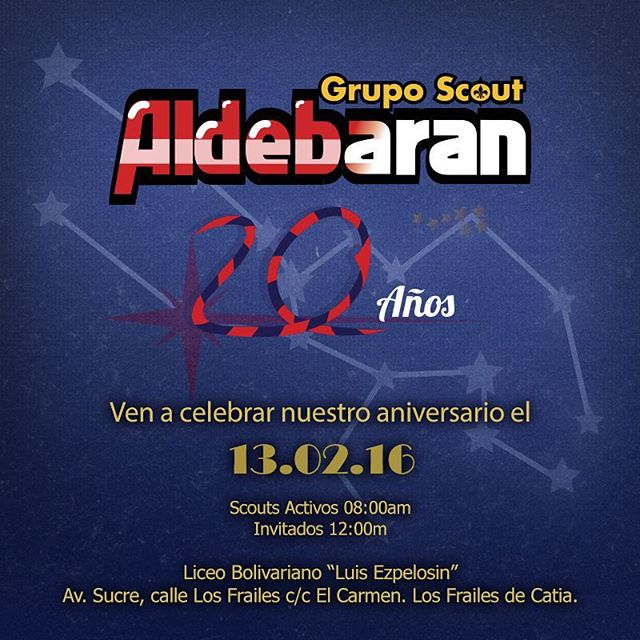 Grupo Scout
Aldebaran
20 Años
Ven a celebrar nuestro aniversario el
13.02.16
Scouts Activos 08:00am
Invitados 12:00m
Liceo Bolivariano “Luis Ezpelosin”
Av. Sucre, calle Los Frailes c/c El Carmen. Los Frailes de Catia.